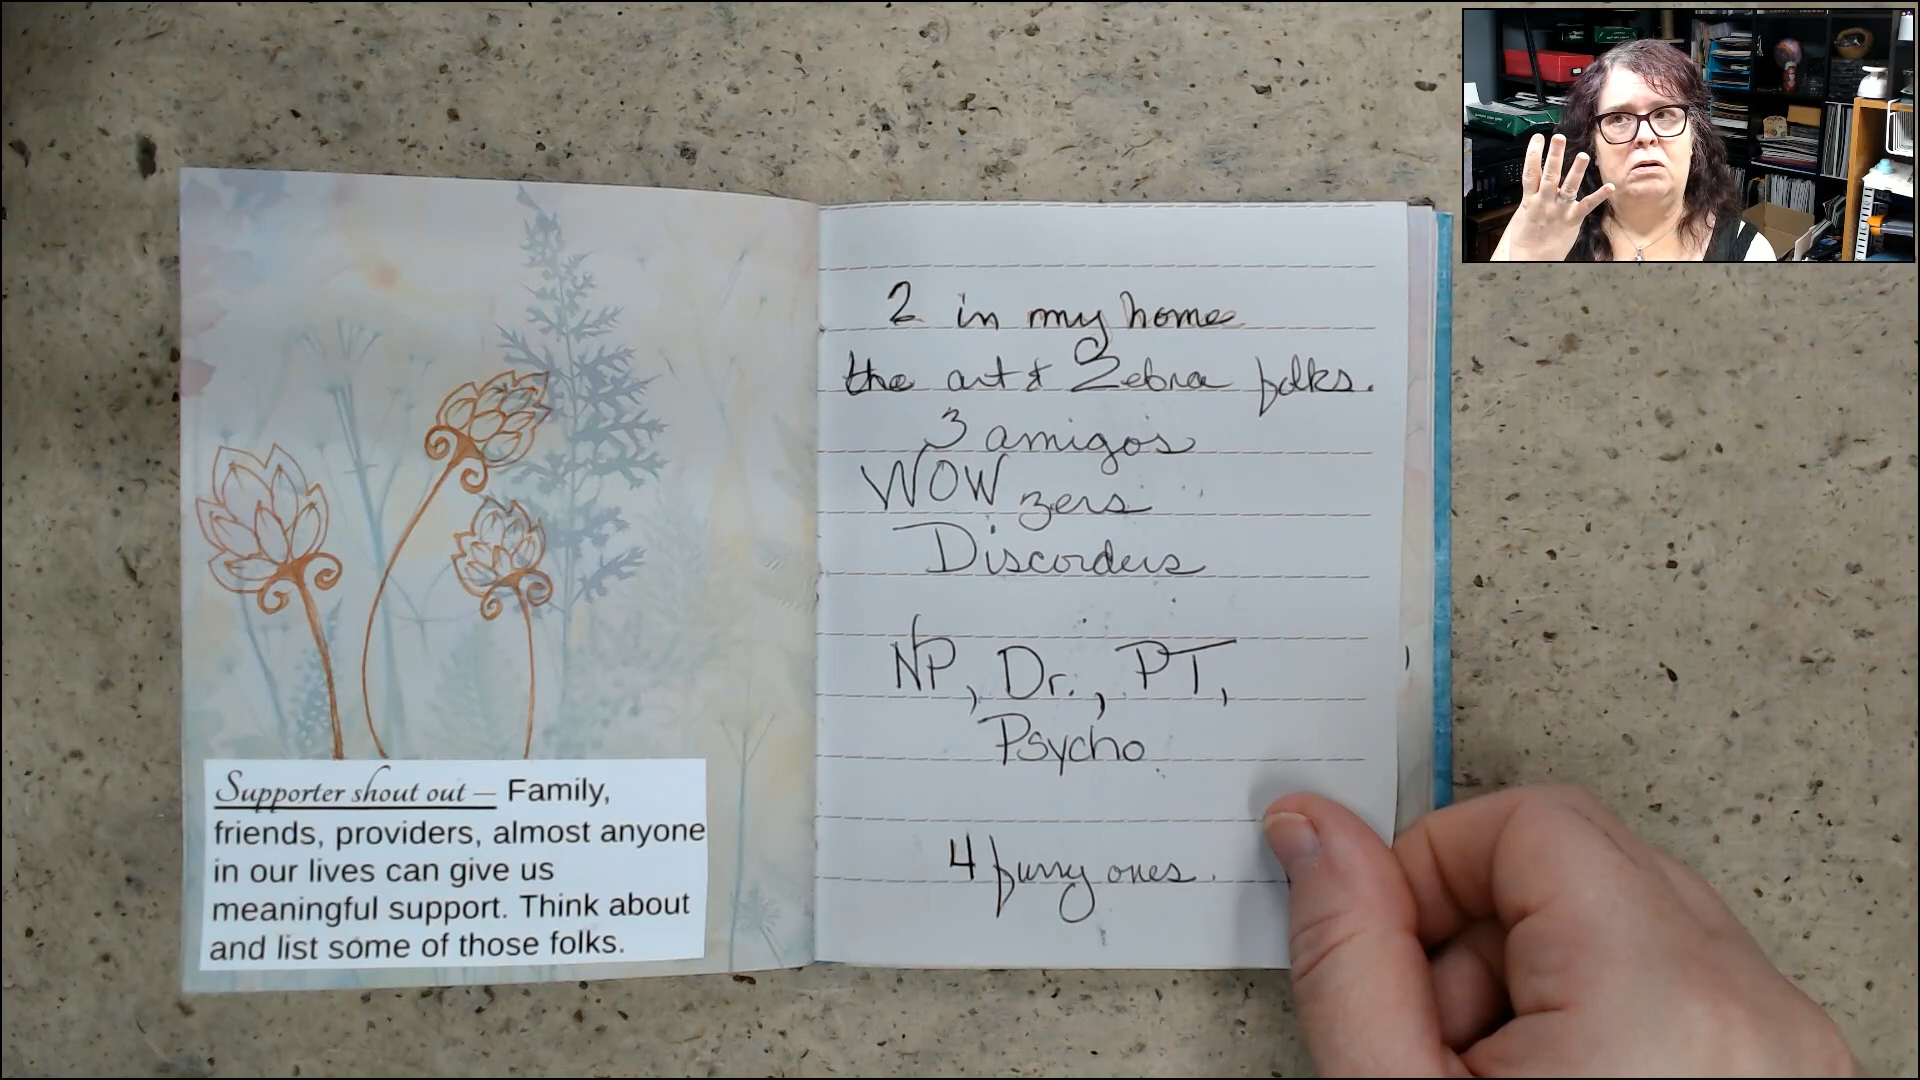 Supporter shout out — Family,
friends, providers, almost anyone
in our lives can give us
meaningful support. Think about
and list some of those folks.
2 in my home
the art & Zebra folks.
3 amigos
WOW zers
Discorders
NP, Dr., PT,
Psycho
4 furry ones.